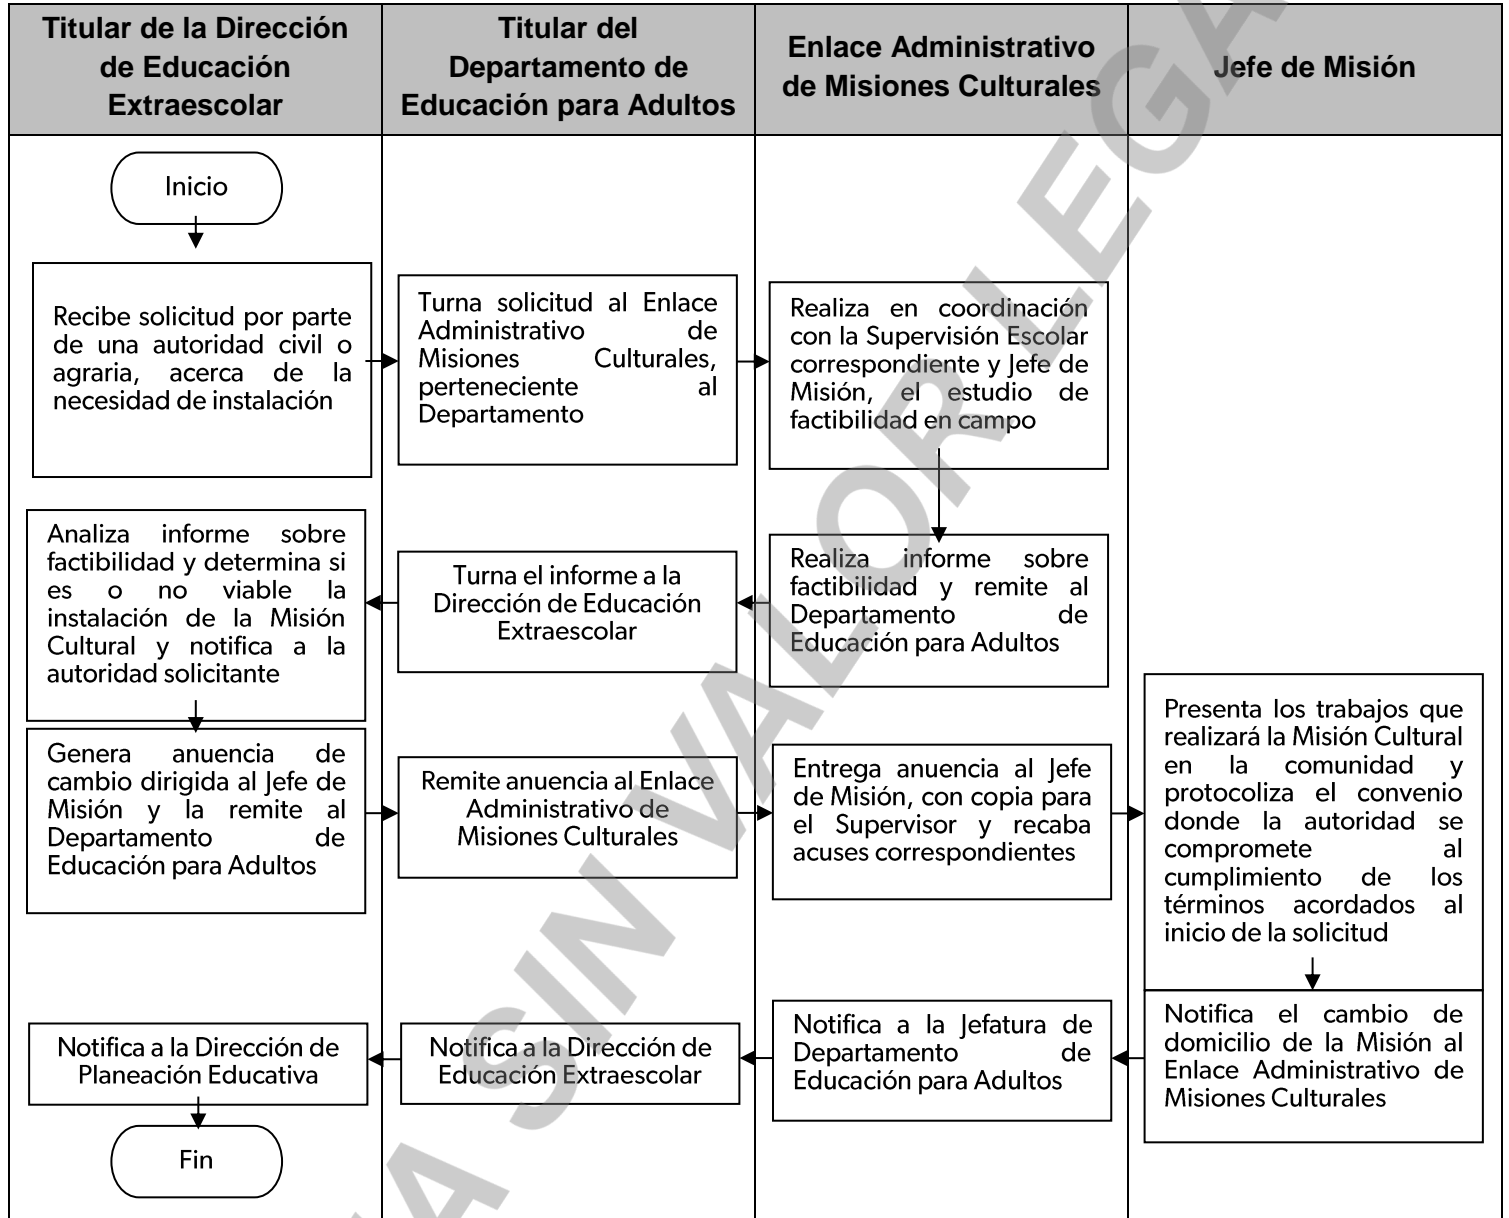 Titular de la Dirección
de Educación
Extraescolar
Titular del
Departamento de
Educación para Adultos
Enlace Administrativo
de Misiones Culturales
Jefe de Misión
Inicio
Recibe solicitud por parte
de una autoridad civil o
agraria, acerca de la
necesidad de instalación
Turna solicitud al Enlace
Administrativo de
Misiones Culturales,
perteneciente al
Departamento
Realiza en coordinación
con la Supervisión Escolar
correspondiente y Jefe de
Misión, el estudio de
factibilidad en campo
Realiza informe sobre
factibilidad y remite al
Departamento de
Educación para Adultos
Turna el informe a la
Dirección de Educación
Extraescolar
Analiza informe sobre
factibilidad y determina si
es o no viable la
instalación de la Misión
Cultural y notifica a la
autoridad solicitante
Genera anuencia de
cambio dirigida al Jefe de
Misión y la remite al
Departamento de
Educación para Adultos
Remite anuencia al Enlace
Administrativo de
Misiones Culturales
Entrega anuencia al Jefe
de Misión, con copia para
el Supervisor y recaba
acuses correspondientes
Presenta los trabajos que
realizará la Misión Cultural
en la comunidad y
protocoliza el convenio
donde la autoridad se
compromete al
cumplimiento de los
términos acordados al
inicio de la solicitud
Notifica el cambio de
domicilio de la Misión al
Enlace Administrativo de
Misiones Culturales
Notifica a la Jefatura de
Departamento de
Educación para Adultos
Notifica a la Dirección de
Educación Extraescolar
Notifica a la Dirección de
Planeación Educativa
Fin
SIN VALOR LEGA